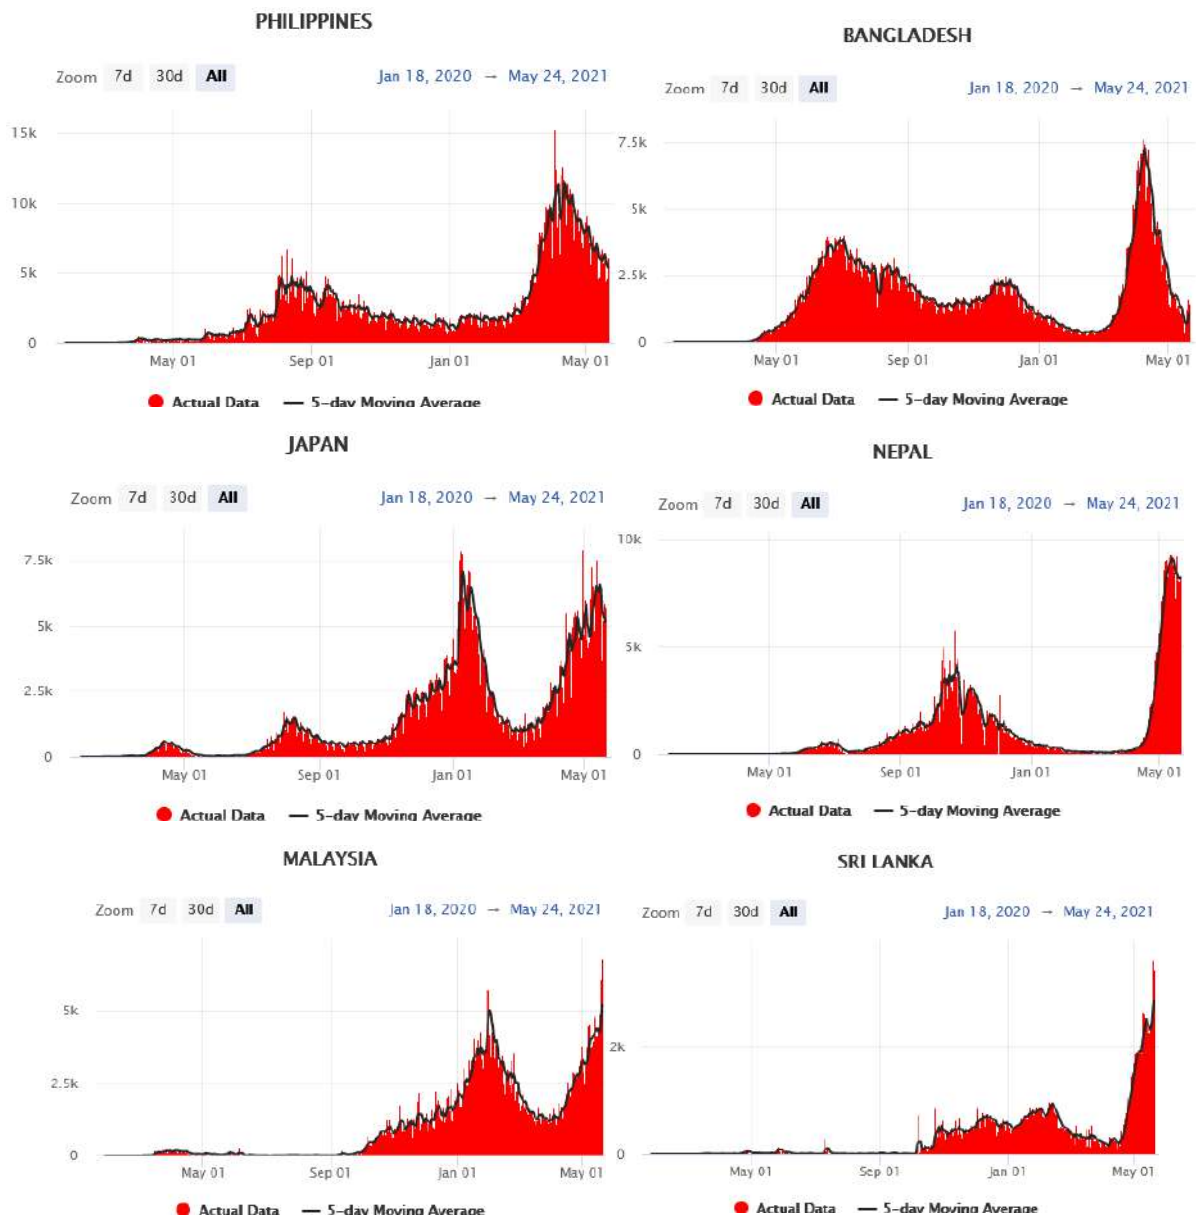 PHILIPPINES
Zoom 7d 30d All Jan 18, 2020 → May 24, 2021
15k
10k
5k
0
May 01 Sep 01 Jan 01 May 01
Actual Data 5-day Moving Average
BANGLADESH
Zoom 7d 30d All Jan 18, 2020 → May 24, 2021
7.5k
5k
2.5k
0
May 01 Sep 01 Jan 01 May 01
Actual Data 5-day Moving Average
JAPAN
Zoom 7d 30d All Jan 18, 2020 → May 24, 2021
7.5k
5k
2.5k
0
May 01 Sep 01 Jan 01 May 01
Actual Data 5-day Moving Average
NEPAL
Zoom 7d 30d All Jan 18, 2020 → May 24, 2021
10k
5k
0
May 01 Sep 01 Jan 01 May 01
Actual Data 5-day Moving Average
MALAYSIA
Zoom 7d 30d All Jan 18, 2020 → May 24, 2021
5k
2.5k
0
May 01 Sep 01 Jan 01 May 01
Actual Data 5-day Moving Average
SRI LANKA
Zoom 7d 30d All Jan 18, 2020 → May 24, 2021
2k
0
May 01 Sep 01 Jan 01 May 01
Actual Data 5-day Moving Average